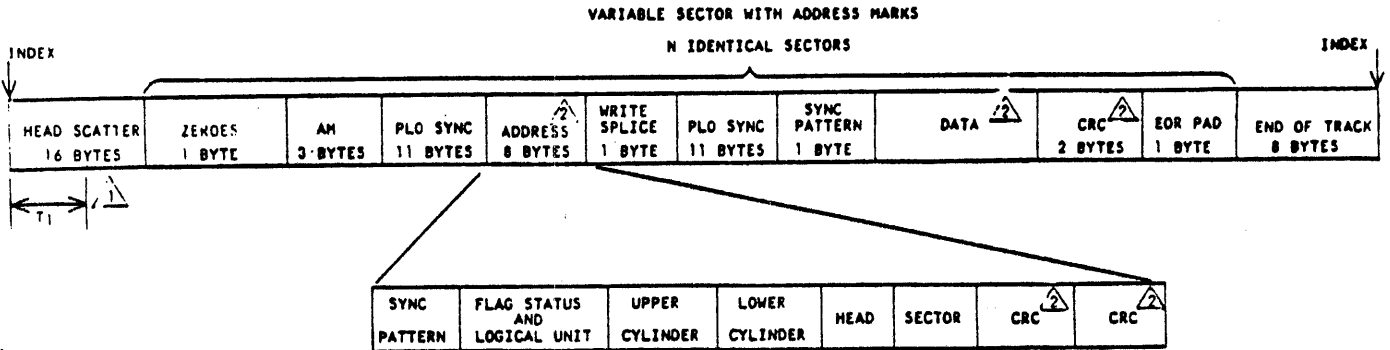 VARIABLE SECTOR WITH ADDRESS MARKS
N IDENTICAL SECTORS
INDEX
INDEX
HEAD SCATTER
16 BYTES
ZEROES
1 BYTE
AM
3 BYTES
PLO SYNC
11 BYTES
ADDRESS 2
8 BYTES
WRITE
SPLICE
1 BYTE
PLO SYNC
11 BYTES
SYNC
PATTERN
1 BYTE
DATA 2
CRC 2
2 BYTES
EOR PAD
1 BYTE
END OF TRACK
8 BYTES
T1
1
SYNC
PATTERN
FLAG STATUS
AND
LOGICAL UNIT
UPPER
CYLINDER
LOWER
CYLINDER
HEAD
SECTOR
CRC 2
CRC 2